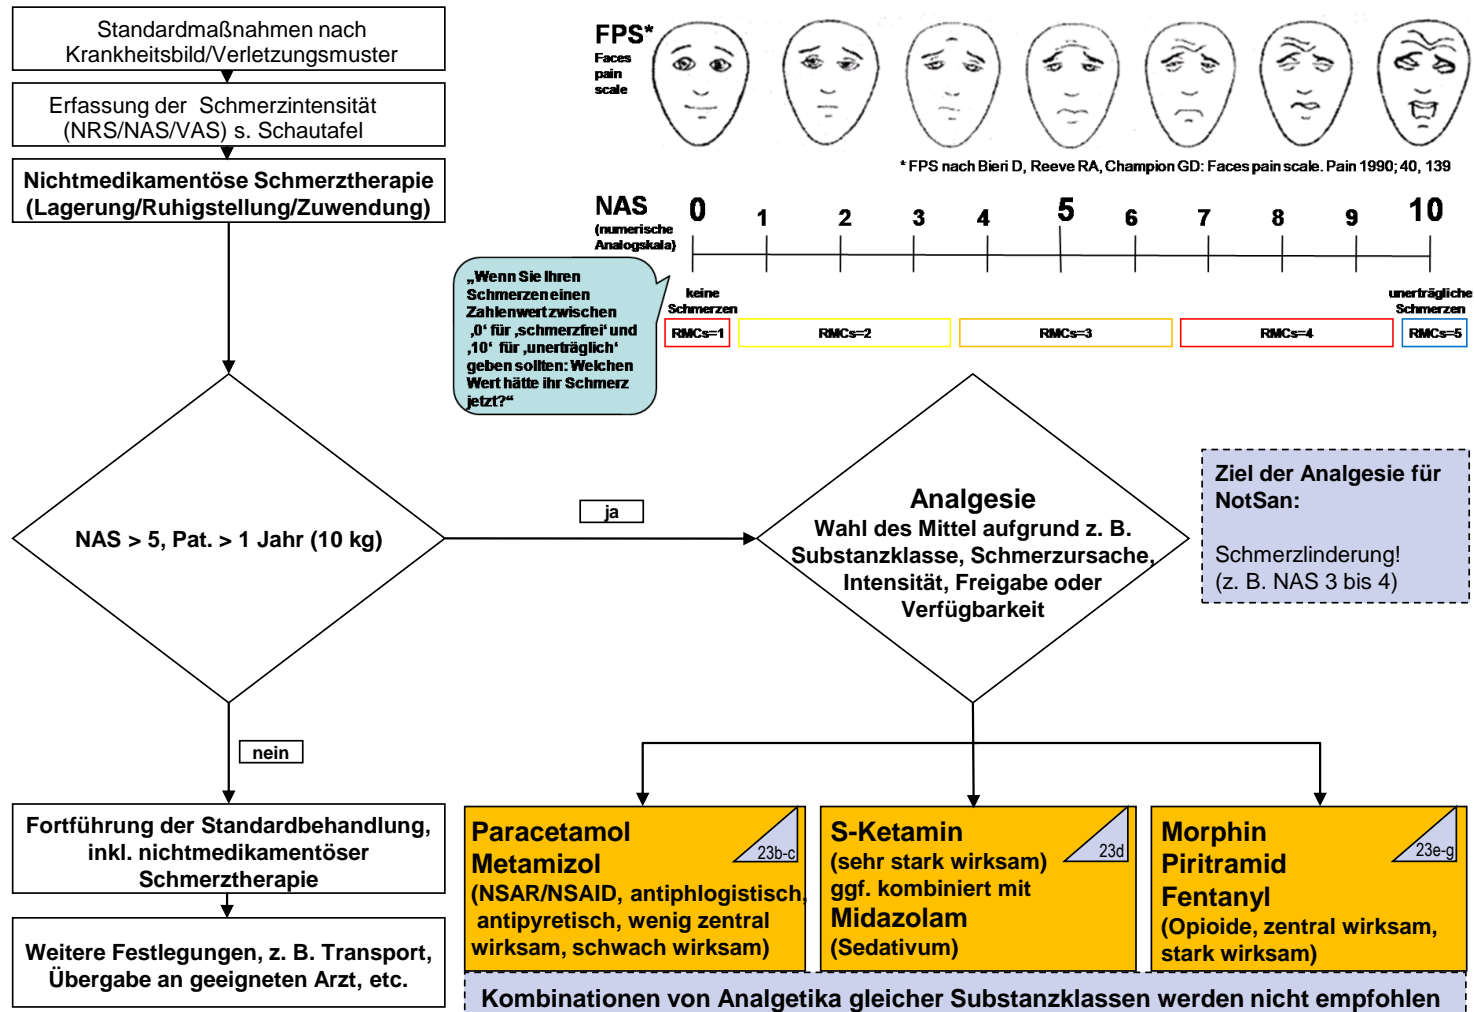 Standardmaßnahmen nach
Krankheitsbild/Verletzungsmuster
Erfassung der Schmerzintensität
(NRS/NAS/VAS) s. Schautafel
Nichtmedikamentöse Schmerztherapie
(Lagerung/Ruhigstellung/Zuwendung)
FPS*
Faces
pain
scale
* FPS nach Bieri D, Reeve RA, Champion GD: Faces pain scale. Pain 1990; 40, 139
NAS
(numerische
Analogskala)
0 1 2 3 4 5 6 7 8 9 10
keine
Schmerzen
unerträgliche
Schmerzen
RMCs=1 RMCs=2 RMCs=3 RMCs=4 RMCs=5
„Wenn Sie Ihren
Schmerzen einen
Zahlenwert zwischen
‚0‘ für ‚schmerzfrei‘ und
‚10‘ für ‚unerträglich‘
geben sollten: Welchen
Wert hätte ihr Schmerz
jetzt?“
NAS > 5, Pat. > 1 Jahr (10 kg)
ja
Analgesie
Wahl des Mittel aufgrund z. B.
Substanzklasse, Schmerzursache,
Intensität, Freigabe oder
Verfügbarkeit
Ziel der Analgesie für
NotSan:
Schmerzlinderung!
(z. B. NAS 3 bis 4)
nein
Fortführung der Standardbehandlung,
inkl. nichtmedikamentöser
Schmerztherapie
Weitere Festlegungen, z. B. Transport,
Übergabe an geeigneten Arzt, etc.
Paracetamol
Metamizol
(NSAR/NSAID, antiphlogistisch,
antipyretisch, wenig zentral
wirksam, schwach wirksam)
23b-c
S-Ketamin
(sehr stark wirksam)
ggf. kombiniert mit
Midazolam
(Sedativum)
23d
Morphin
Piritramid
Fentanyl
(Opioide, zentral wirksam,
stark wirksam)
23e-g
Kombinationen von Analgetika gleicher Substanzklassen werden nicht empfohlen